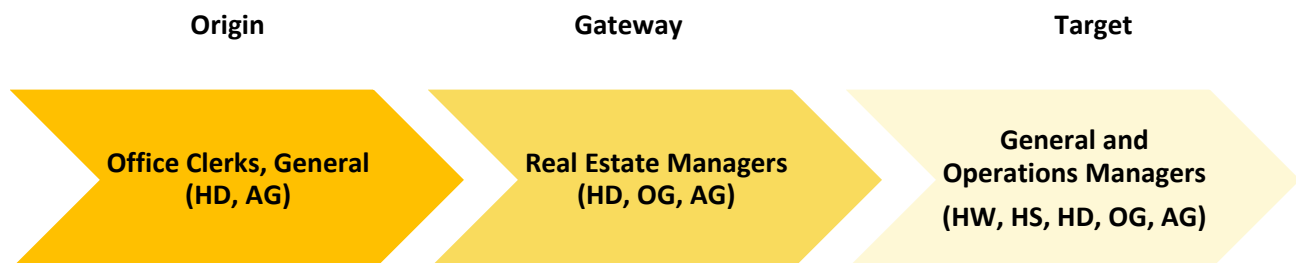 Origin
Gateway
Target
Office Clerks, General
(HD, AG)
Real Estate Managers
(HD, OG, AG)
General and
Operations Managers
(HW, HS, HD, OG, AG)